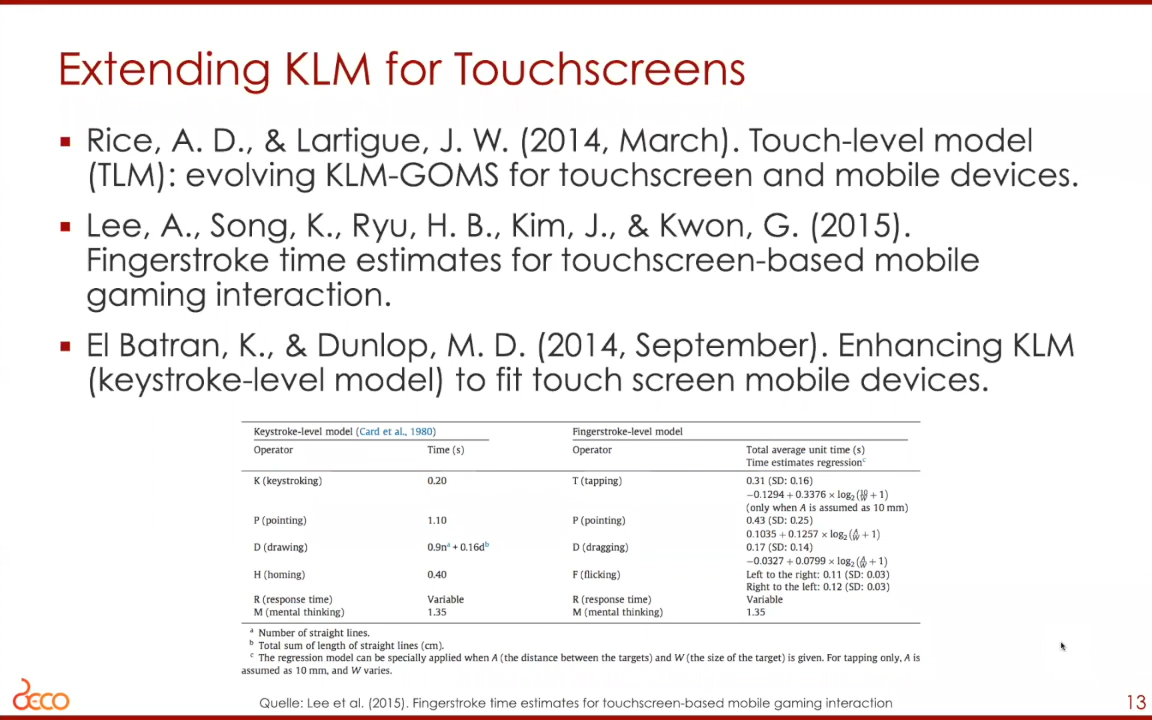 Extending KLM for Touchscreens
Rice, A. D., & Lartigue, J. W. (2014, March). Touch-level model
(TLM): evolving KLM-GOMS for touchscreen and mobile devices.
Lee, A., Song, K., Ryu, H. B., Kim, J., & Kwon, G. (2015).
Fingerstroke time estimates for touchscreen-based mobile
gaming interaction.
El Batran, K., & Dunlop, M. D. (2014, September). Enhancing KLM
(keystroke-level model) to fit touch screen mobile devices.
Keystroke-level model (Card et al., 1980) Fingerstroke-level model
Operator Time (s) Operator Total average unit time (s)
Time estimates regressionᶜ
K (keystroking) 0.20 T (tapping) 0.31 (SD: 0.16)
−0.1294 + 0.3376 × log₂(10/W + 1)
(only when A is assumed as 10 mm)
P (pointing) 1.10 P (pointing) 0.43 (SD: 0.25)
0.1035 + 0.1257 × log₂(A/W + 1)
D (drawing) 0.9nᵃ + 0.16dᵇ D (dragging) 0.17 (SD: 0.14)
−0.0327 + 0.0799 × log₂(A/W + 1)
H (homing) 0.40 F (flicking) Left to the right: 0.11 (SD: 0.03)
Right to the left: 0.12 (SD: 0.03)
R (response time) Variable R (response time) Variable
M (mental thinking) 1.35 M (mental thinking) 1.35
ᵃ Number of straight lines.
ᵇ Total sum of length of straight lines (cm).
ᶜ The regression model can be specially applied when A (the distance between the targets) and W (the size of the target) is given. For tapping only, A is
assumed as 10 mm, and W varies.
DECO
Quelle: Lee et al. (2015). Fingerstroke time estimates for touchscreen-based mobile gaming interaction
13